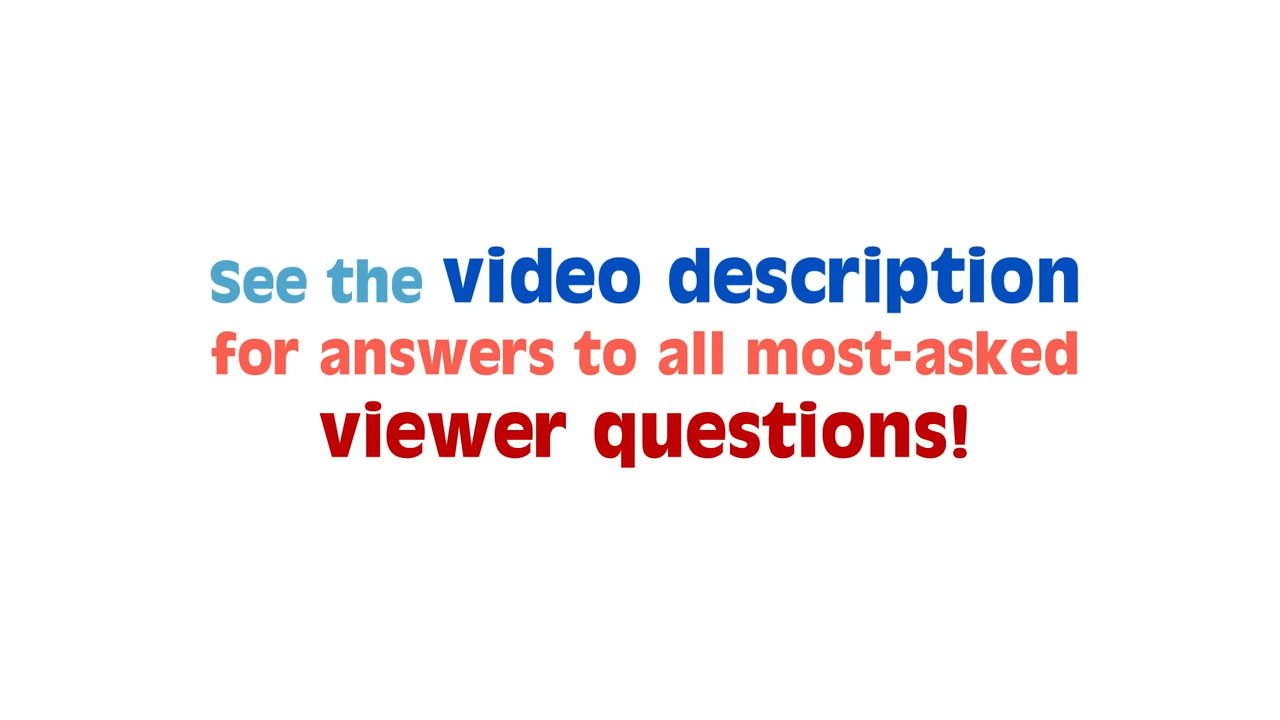 See the video description
for answers to all most-asked
viewer questions!